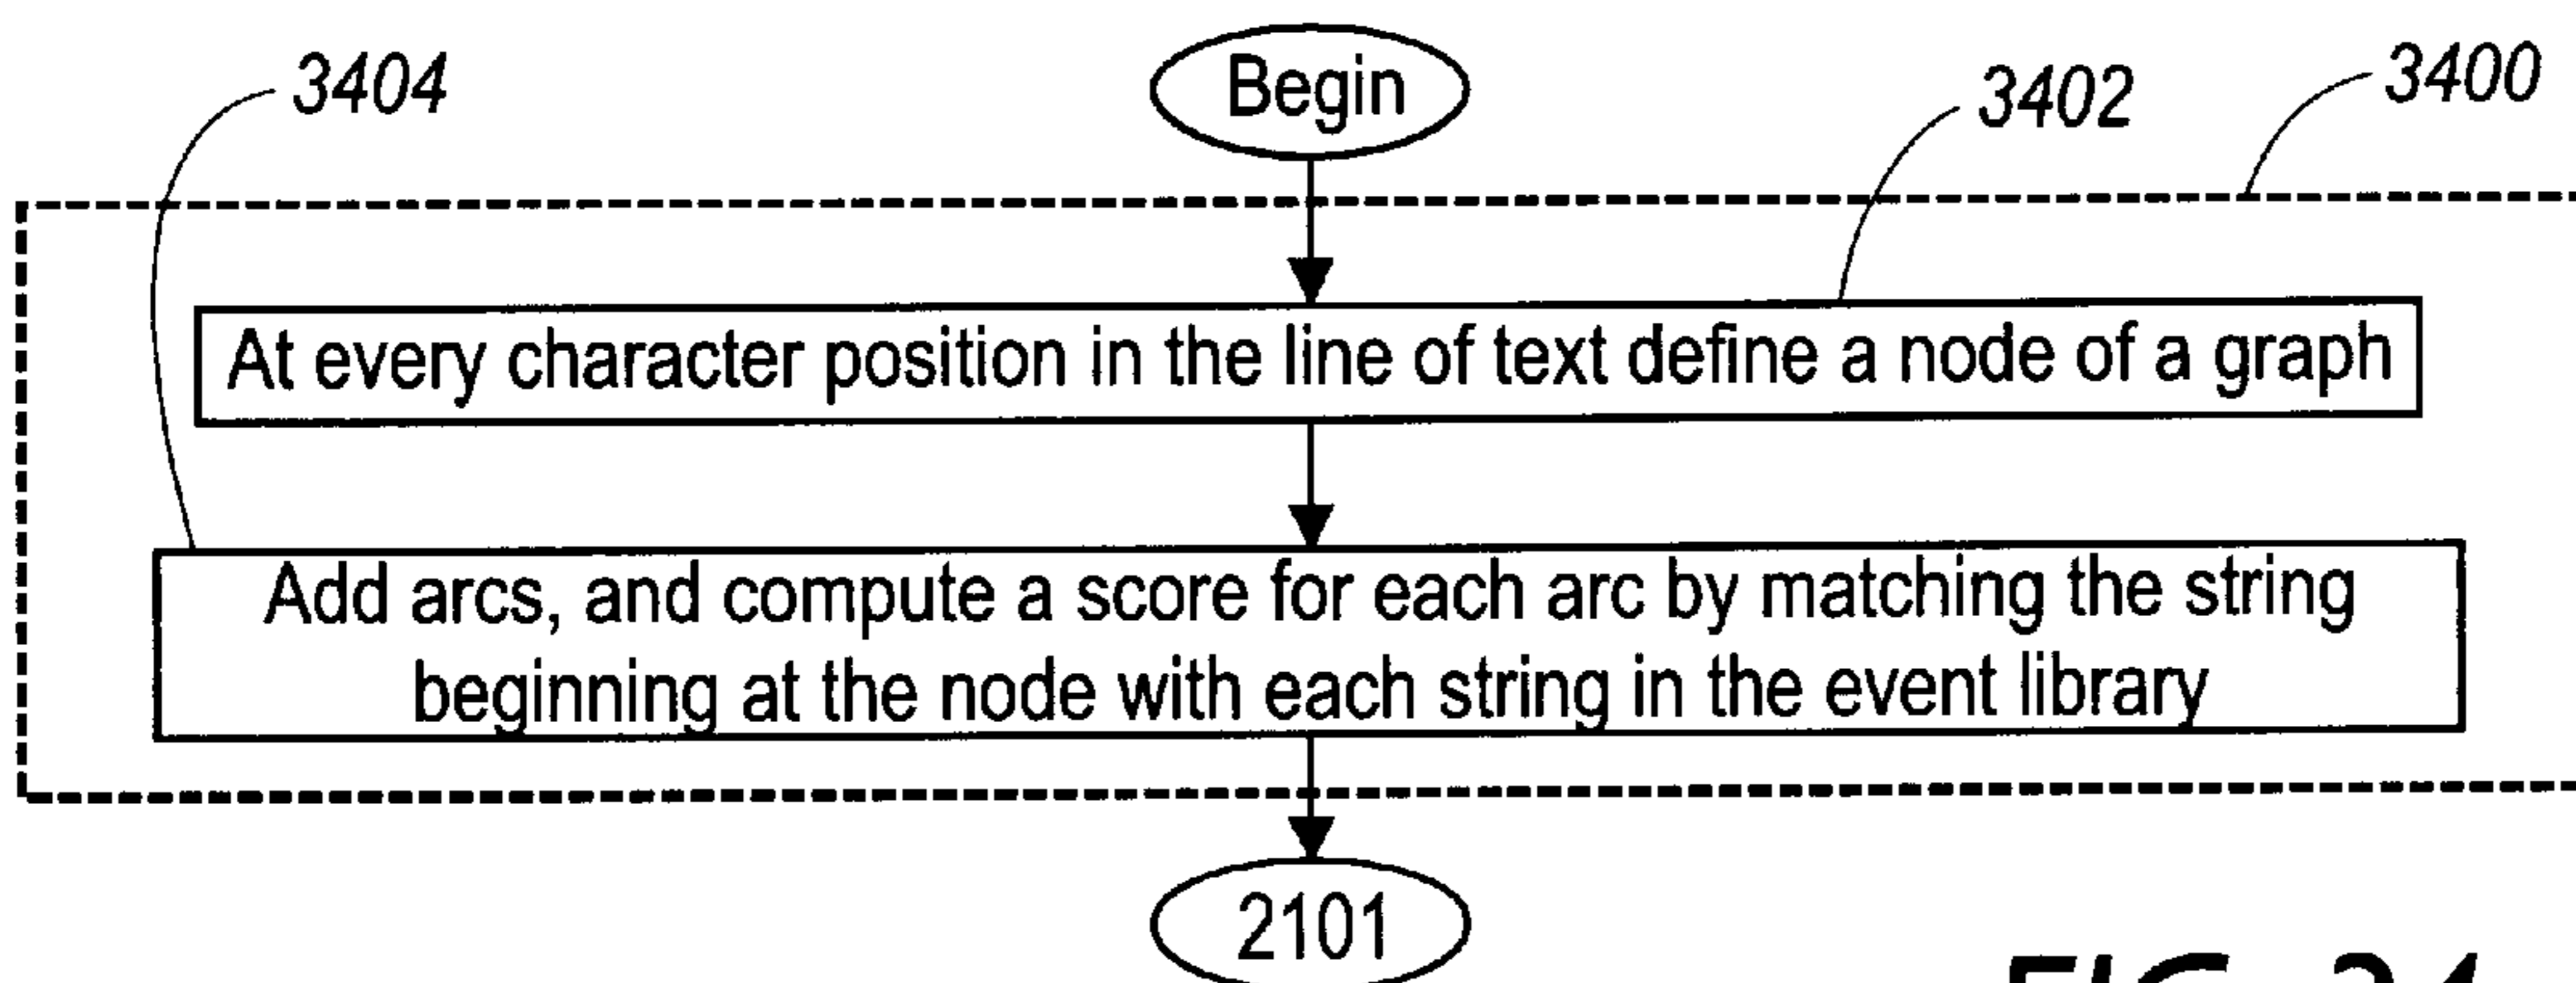 3404
Begin
3402
3400
At every character position in the line of text define a node of a graph
Add arcs, and compute a score for each arc by matching the string
beginning at the node with each string in the event library
2101
FIG. 34